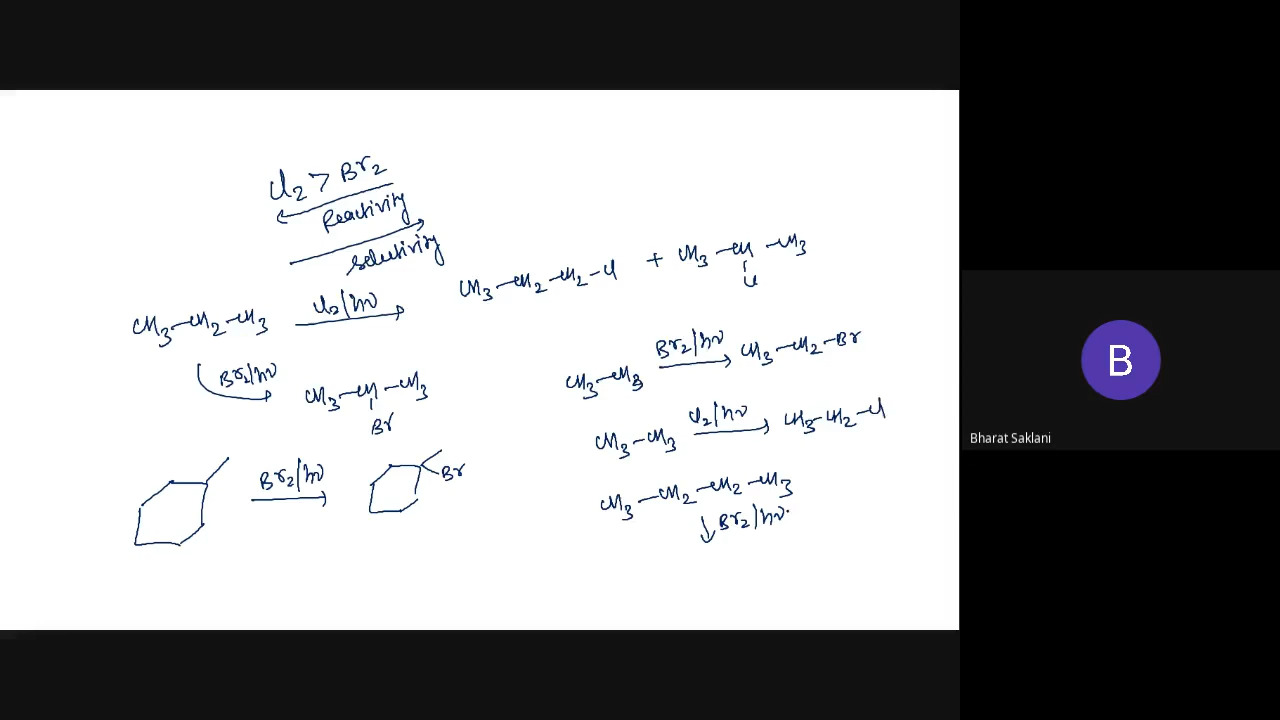 Cl2 > Br2
Reactivity
selectivity
CH3-CH2-CH3 Cl2/hν CH3-CH2-CH2-Cl + CH3-CH-CH3
Cl
Br2/hν CH3-CH-CH3
Br
CH3-CH3 Br2/hν CH3-CH2-Br
CH3-CH3 Cl2/hν CH3-CH2-Cl
Br2/hν Br
CH3-CH2-CH2-CH3
Br2/hν
B
Bharat Saklani